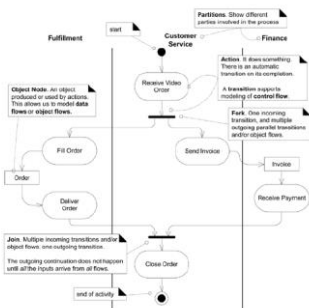 Partitions. Show different
parties involved in the process
start
Fulfillment
Customer
Service
Finance
Action. It does something.
There is an automatic
transition on its completion.
A transition supports
modeling of control flow.
Receive Video
Order
Object Node. An object
produced or used by actions.
This allows us to model data
flows or object flows.
Fork. One incoming
transition, and multiple
outgoing parallel transitions
and/or object flows.
Fill Order
Send Invoice
Order
Invoice
Deliver
Order
Receive Payment
Join. Multiple incoming transitions and/or
object flows; one outgoing transition.
The outgoing continuation does not happen
until all the inputs arrive from all flows.
Close Order
end of activity